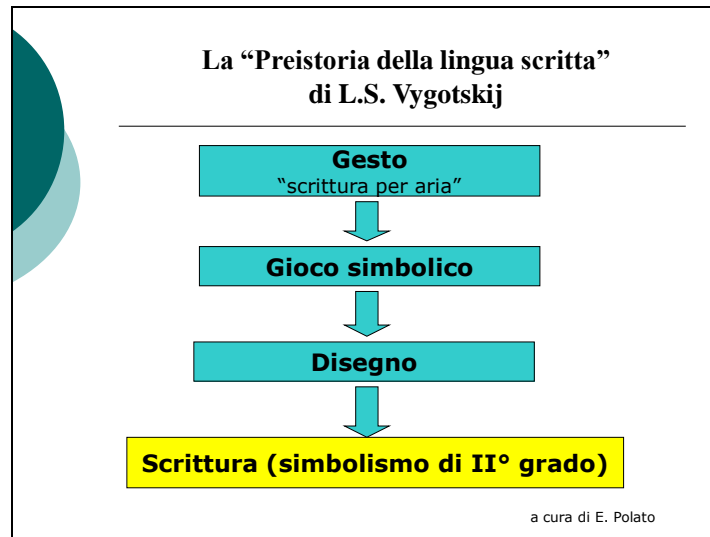 La “Preistoria della lingua scritta”
di L.S. Vygotskij
Gesto
“scrittura per aria”
Gioco simbolico
Disegno
Scrittura (simbolismo di II° grado)
a cura di E. Polato